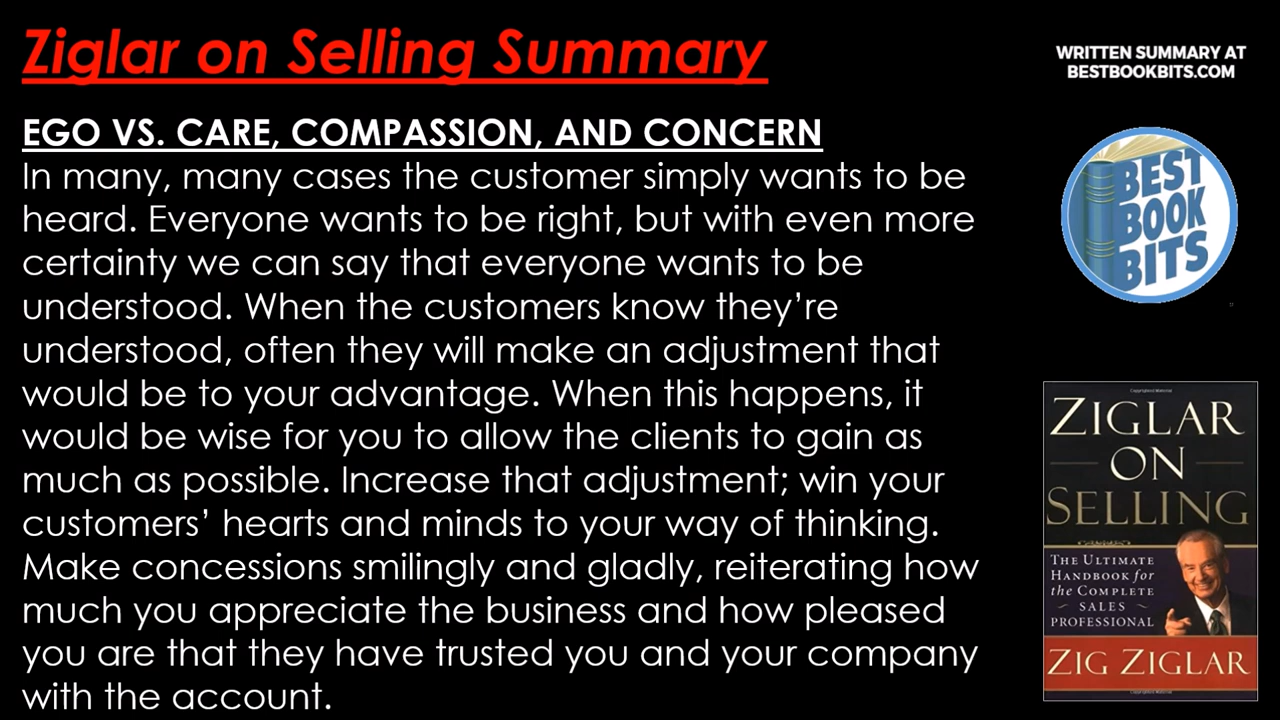 Ziglar on Selling Summary
WRITTEN SUMMARY AT
BESTBOOKBITS.COM
EGO VS. CARE, COMPASSION, AND CONCERN
In many, many cases the customer simply wants to be
heard. Everyone wants to be right, but with even more
certainty we can say that everyone wants to be
understood. When the customers know they’re
understood, often they will make an adjustment that
would be to your advantage. When this happens, it
would be wise for you to allow the clients to gain as
much as possible. Increase that adjustment; win your
customers’ hearts and minds to your way of thinking.
Make concessions smilingly and gladly, reiterating how
much you appreciate the business and how pleased
you are that they have trusted you and your company
with the account.
BEST
BOOK
BITS
Copyrighted Material
ZIGLAR
ON
SELLING
THE ULTIMATE
HANDBOOK for
the COMPLETE
SALES
PROFESSIONAL
ZIG ZIGLAR
Copyrighted Material